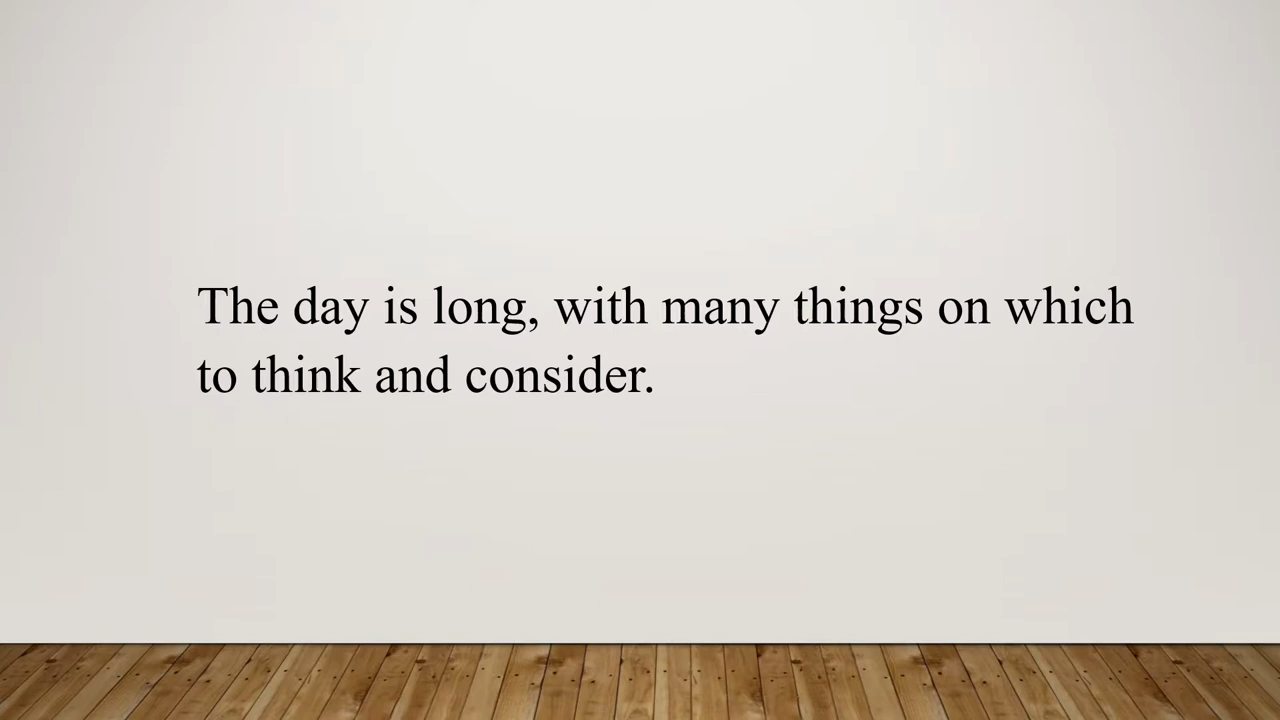 The day is long, with many things on which
to think and consider.